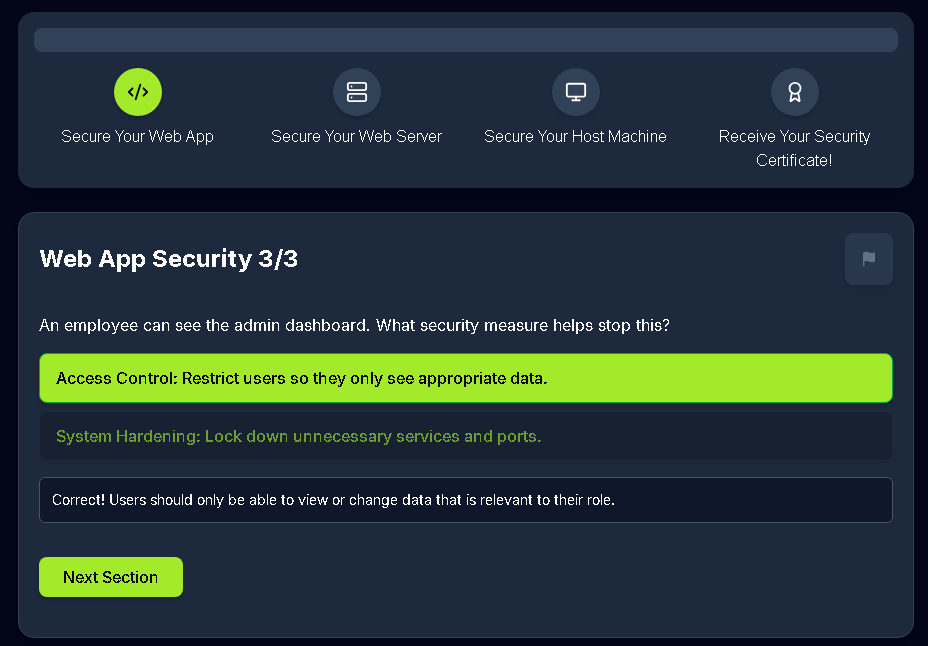 Secure Your Web App
Secure Your Web Server
Secure Your Host Machine
Receive Your Security
Certificate!
Web App Security 3/3
An employee can see the admin dashboard. What security measure helps stop this?
Access Control: Restrict users so they only see appropriate data.
System Hardening: Lock down unnecessary services and ports.
Correct! Users should only be able to view or change data that is relevant to their role.
Next Section